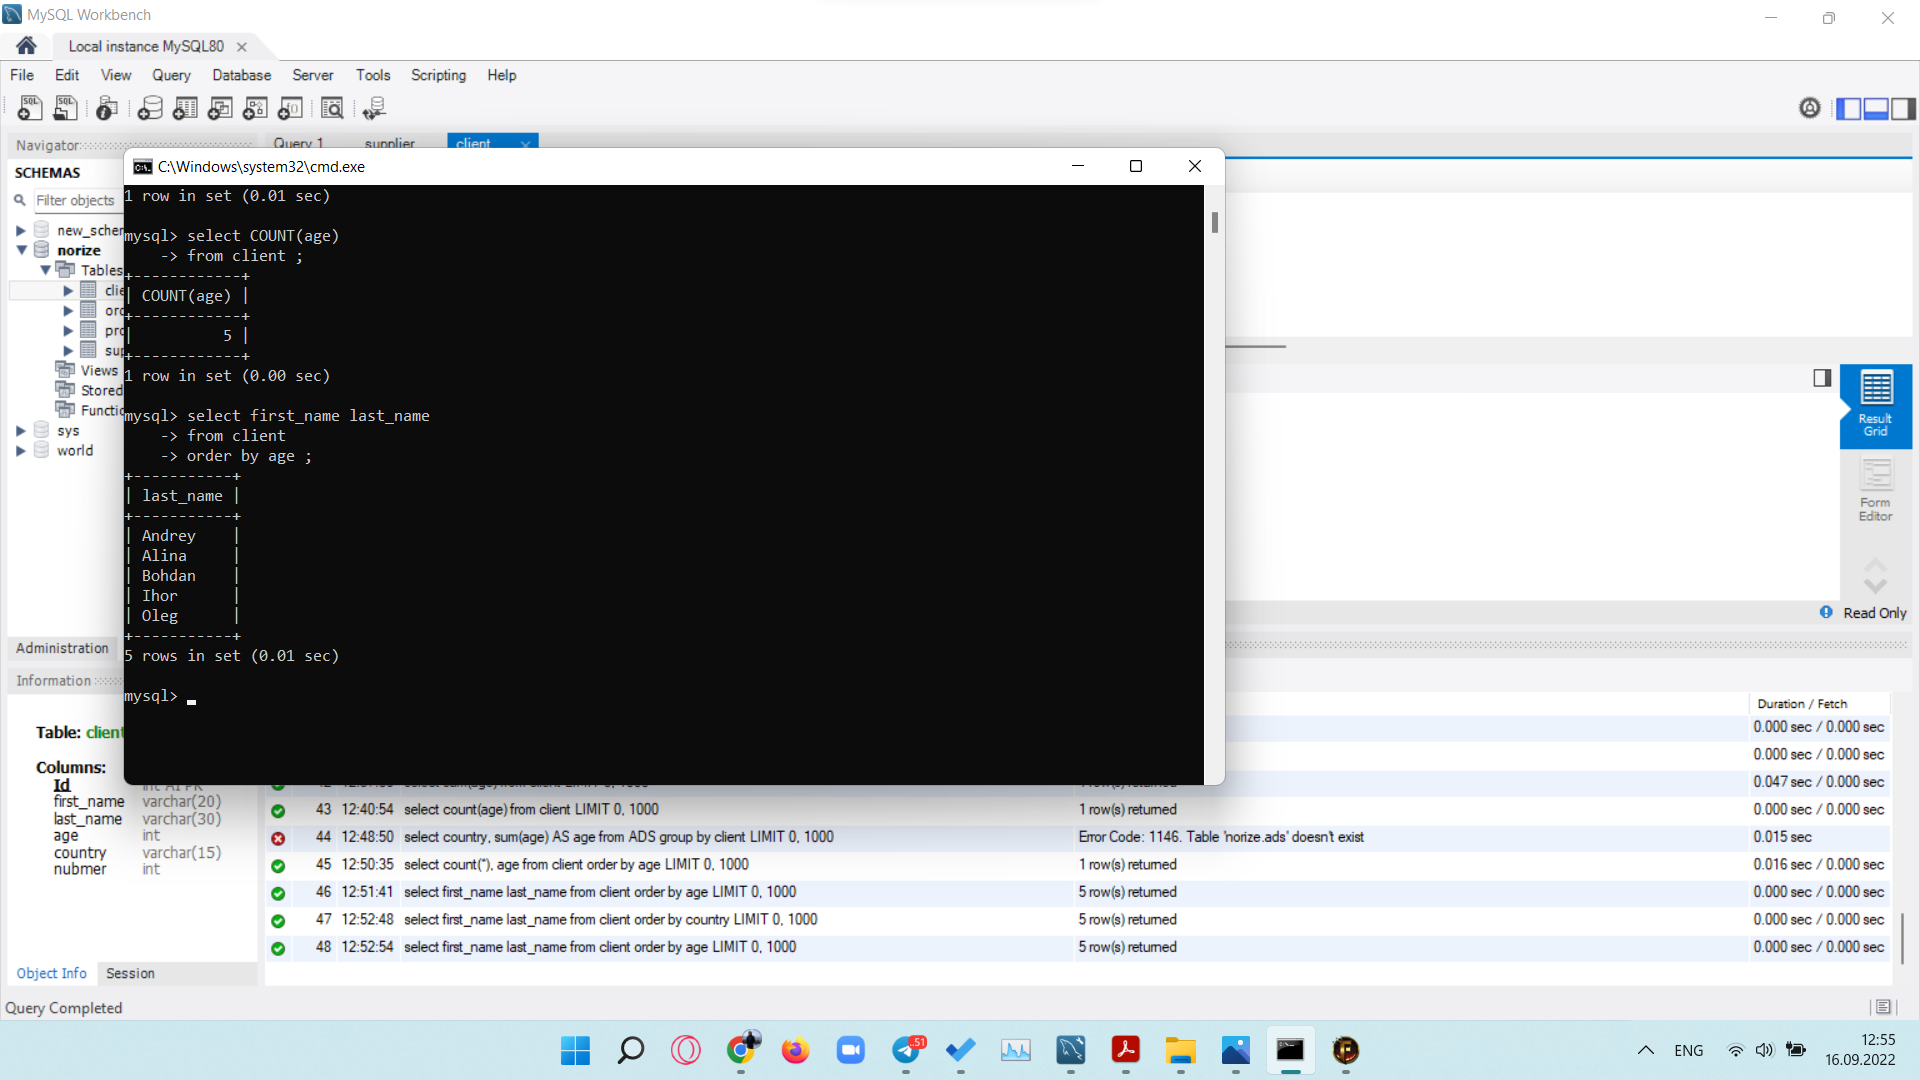 MySQL Workbench
Local instance MySQL80
File Edit View Query Database Server Tools Scripting Help
Navigator
Query 1 supplier client
SCHEMAS
Filter objects
norize
Tables
Views
Stored
sys
world
C:\Windows\system32\cmd.exe
1 row in set (0.01 sec)
mysql> select COUNT(age)
-> from client ;
+------------+
| COUNT(age) |
+------------+
| 5 |
+------------+
1 row in set (0.00 sec)
mysql> select first_name last_name
-> from client
-> order by age ;
+-----------+
| last_name |
+-----------+
| Andrey |
| Alina |
| Bohdan |
| Ihor |
| Oleg |
+-----------+
5 rows in set (0.01 sec)
mysql>
Result
Grid
Form
Editor
Read Only
Administration
Information
Table: client
Columns:
Id int AI PK
first_name varchar(20)
last_name varchar(30)
age int
country varchar(15)
nubmer int
Object Info Session
Duration / Fetch
0.000 sec / 0.000 sec
0.000 sec / 0.000 sec
0.047 sec / 0.000 sec
43 12:40:54 select count(age) from client LIMIT 0, 1000 1 row(s) returned 0.000 sec / 0.000 sec
44 12:48:50 select country, sum(age) AS age from ADS group by client LIMIT 0, 1000 Error Code: 1146. Table 'norize.ads' doesn't exist 0.015 sec
45 12:50:35 select count(*), age from client order by age LIMIT 0, 1000 1 row(s) returned 0.016 sec / 0.000 sec
46 12:51:41 select first_name last_name from client order by age LIMIT 0, 1000 5 row(s) returned 0.000 sec / 0.000 sec
47 12:52:48 select first_name last_name from client order by country LIMIT 0, 1000 5 row(s) returned 0.000 sec / 0.000 sec
48 12:52:54 select first_name last_name from client order by age LIMIT 0, 1000 5 row(s) returned 0.000 sec / 0.000 sec
Query Completed
..51
ENG
12:55
16.09.2022